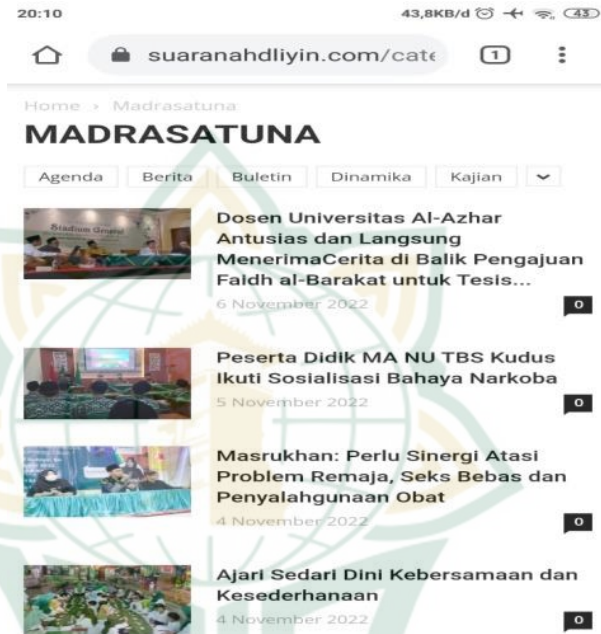 20:10
43,8KB/d
43
suaranahdliyin.com/cate
1
Home › Madrasatuna
MADRASATUNA
Agenda
Berita
Buletin
Dinamika
Kajian
Stadium General
Dosen Universitas Al-Azhar
Antusias dan Langsung
MenerimaCerita di Balik Pengajuan
Faidh al-Barakat untuk Tesis...
6 November 2022
0
Peserta Didik MA NU TBS Kudus
Ikuti Sosialisasi Bahaya Narkoba
5 November 2022
0
Masrukhan: Perlu Sinergi Atasi
Problem Remaja, Seks Bebas dan
Penyalahgunaan Obat
4 November 2022
0
Ajari Sedari Dini Kebersamaan dan
Kesederhanaan
4 November 2022
0